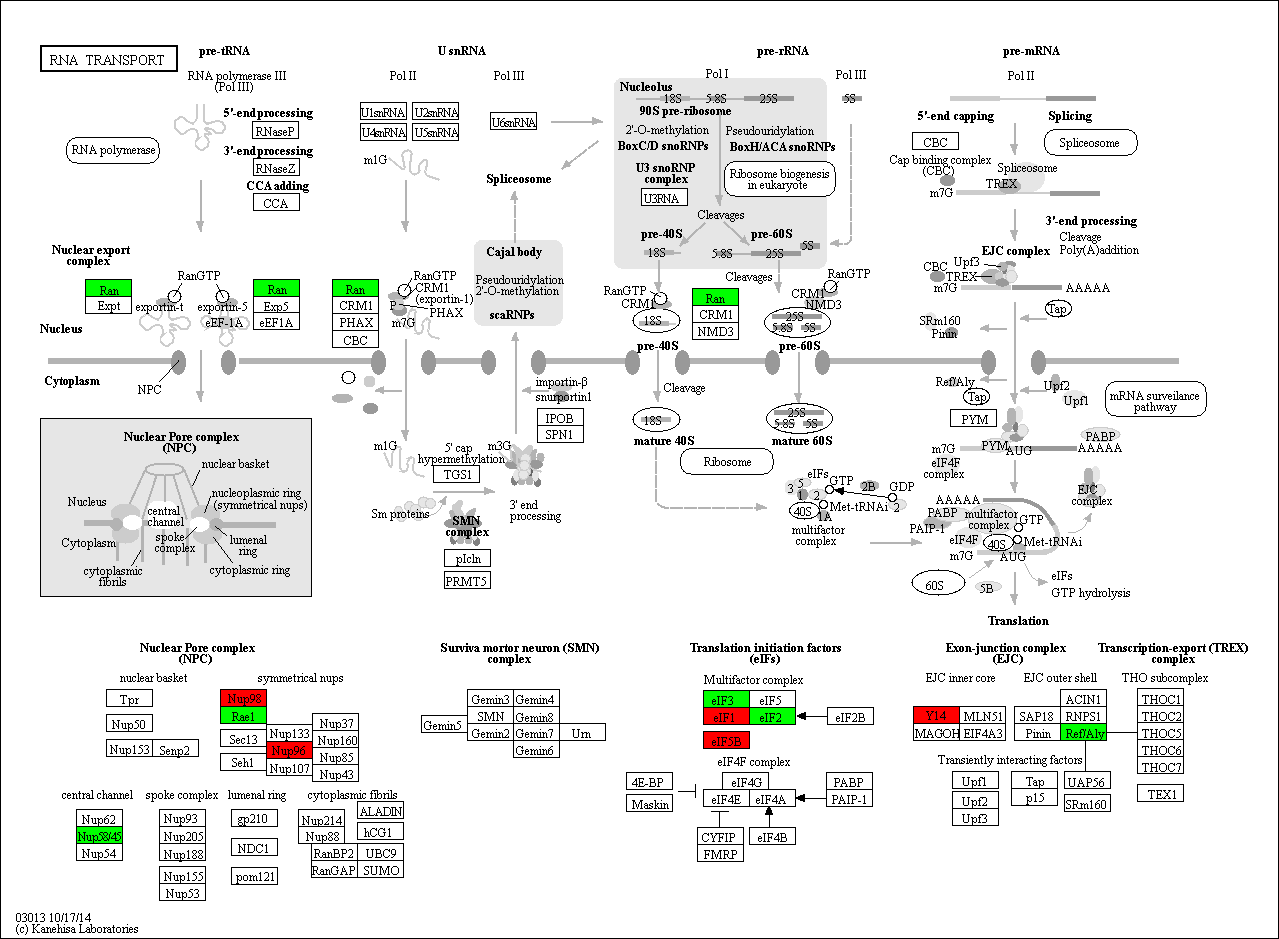 RNA TRANSPORT
pre-tRNA
RNA polymerase III
(Pol III)
5'-end processing
RNaseP
3'-end processing
RNaseZ
CCA adding
CCA
RNA polymerase
Nuclear export
complex
Ran
Expt
RanGTP
exportin-t
exportin-5
eEF-1A
Ran
Exp5
eEF1A
Nucleus
Cytoplasm
NPC
U snRNA
Pol II
Pol III
U1snRNA
U2snRNA
U4snRNA
U5snRNA
U6snRNA
m1G
Spliceosome
Cajal body
Pseudouridylation
2'-O-methylation
scaRNPs
Ran
CRM1
PHAX
CBC
RanGTP
CRM1
(exportin-1)
PHAX
P
m7G
importin-β
snurportin1
IPOB
SPN1
m1G
5' cap
hypermethylation
TGS1
m3G
Sm proteins
SMN
complex
3' end
processing
pIcln
PRMT5
pre-rRNA
Pol I
Pol III
Nucleolus
18S
5.8S
25S
5S
90S pre-ribosome
2'-O-methylation
BoxC/D snoRNPs
Pseudouridylation
BoxH/ACA snoRNPs
U3 snoRNP
complex
U3RNA
Ribosome biogenesis
in eukaryote
Cleavages
pre-40S
pre-60S
18S
5.8S
25S
5S
Cleavages
RanGTP
CRM1
18S
Ran
CRM1
NMD3
RanGTP
CRM1
NMD3
25S
5.8S
5S
pre-40S
pre-60S
Cleavage
18S
25S
5.8S
5S
mature 40S
mature 60S
Ribosome
eIFs
GTP
2B
GDP
3
5
1
2
40S
1A
Met-tRNAi
2
multifactor
complex
pre-mRNA
Pol II
5'-end capping
Splicing
CBC
Spliceosome
Cap binding complex
(CBC)
Spliceosome
TREX
m7G
3'-end processing
Cleavage
Poly(A)addition
EJC complex
CBC
Upf3
TREX
m7G
AAAAA
Tap
SRm160
Pinin
Ref/Aly
Tap
Upf2
Upf1
mRNA surveilance
pathway
PYM
PYM
AUG
PABP
AAAAA
m7G
eIF4F
complex
EJC
complex
AAAAA
PABP
PAIP-1
multifactor
complex
GTP
eIF4F
40S
Met-tRNAi
m7G
AUG
60S
5B
eIFs
GTP hydrolysis
Translation
Nuclear Pore complex
(NPC)
nuclear basket
Nucleus
nucleoplasmic ring
(symmetrical nups)
central
channel
spoke
complex
lumenal
ring
Cytoplasm
cytoplasmic
fibrils
cytoplasmic ring
Nuclear Pore complex
(NPC)
nuclear basket
Tpr
Nup50
Nup153
Senp2
symmetrical nups
Nup98
Rae1
Sec13
Seh1
Nup133
Nup96
Nup107
Nup37
Nup160
Nup85
Nup43
central channel
Nup62
Nup58/45
Nup54
spoke complex
Nup93
Nup205
Nup188
Nup155
Nup53
lumenal ring
gp210
NDC1
pom121
cytoplasmic fibrils
Nup214
Nup88
ALADIN
hCG1
RanBP2
UBC9
RanGAP
SUMO
Surviva mortor neuron (SMN)
complex
Gemin5
Gemin3
Gemin4
SMN
Gemin8
Gemin2
Gemin7
Urn
Gemin6
Translation initiation factors
(eIFs)
Multifactor complex
eIF3
eIF5
eIF1
eIF2
eIF2B
eIF5B
eIF4F complex
4E-BP
Maskin
eIF4G
eIF4E
eIF4A
PABP
PAIP-1
CYFIP
FMRP
eIF4B
Exon-junction complex
(EJC)
EJC inner core
Y14
MLN51
MAGOH
EIF4A3
EJC outer shell
ACIN1
SAP18
RNPS1
Pinin
Ref/Aly
Transiently interacting factors
Upf1
Upf2
Upf3
Tap
p15
UAP56
SRm160
Transcription-export (TREX)
complex
THO subcomplex
THOC1
THOC2
THOC5
THOC6
THOC7
TEX1
03013 10/17/14
(c) Kanehisa Laboratories